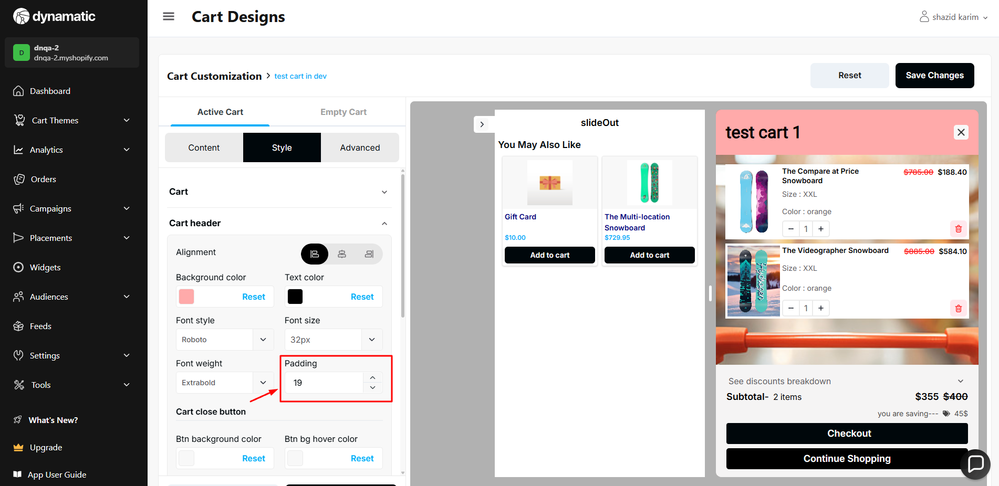 dynamatic
D
dnqa-2
dnqa-2.myshopify.com
Dashboard
Cart Themes
Analytics
Orders
Campaigns
Placements
Widgets
Audiences
Feeds
Settings
Tools
What's New?
Upgrade
App User Guide
Cart Designs
shazid karim
Cart Customization > test cart in dev
Reset
Save Changes
Active Cart
Empty Cart
Content
Style
Advanced
Cart
Cart header
Alignment
Background color
Text color
Reset
Reset
Font style
Font size
Roboto
32px
Font weight
Padding
Extrabold
19
Cart close button
Btn background color
Btn bg hover color
Reset
Reset
slideOut
You May Also Like
Gift Card
$10.00
Add to cart
The Multi-location
Snowboard
$729.95
Add to cart
test cart 1
The Compare at Price
Snowboard
$785.00 $188.40
Size : XXL
Color : orange
− 1 +
The Videographer Snowboard
$885.00 $584.10
Size : XXL
Color : orange
− 1 +
Hydrogen
See discounts breakdown
Subtotal- 2 items
$355 $400
you are saving--- 45$
Checkout
Continue Shopping